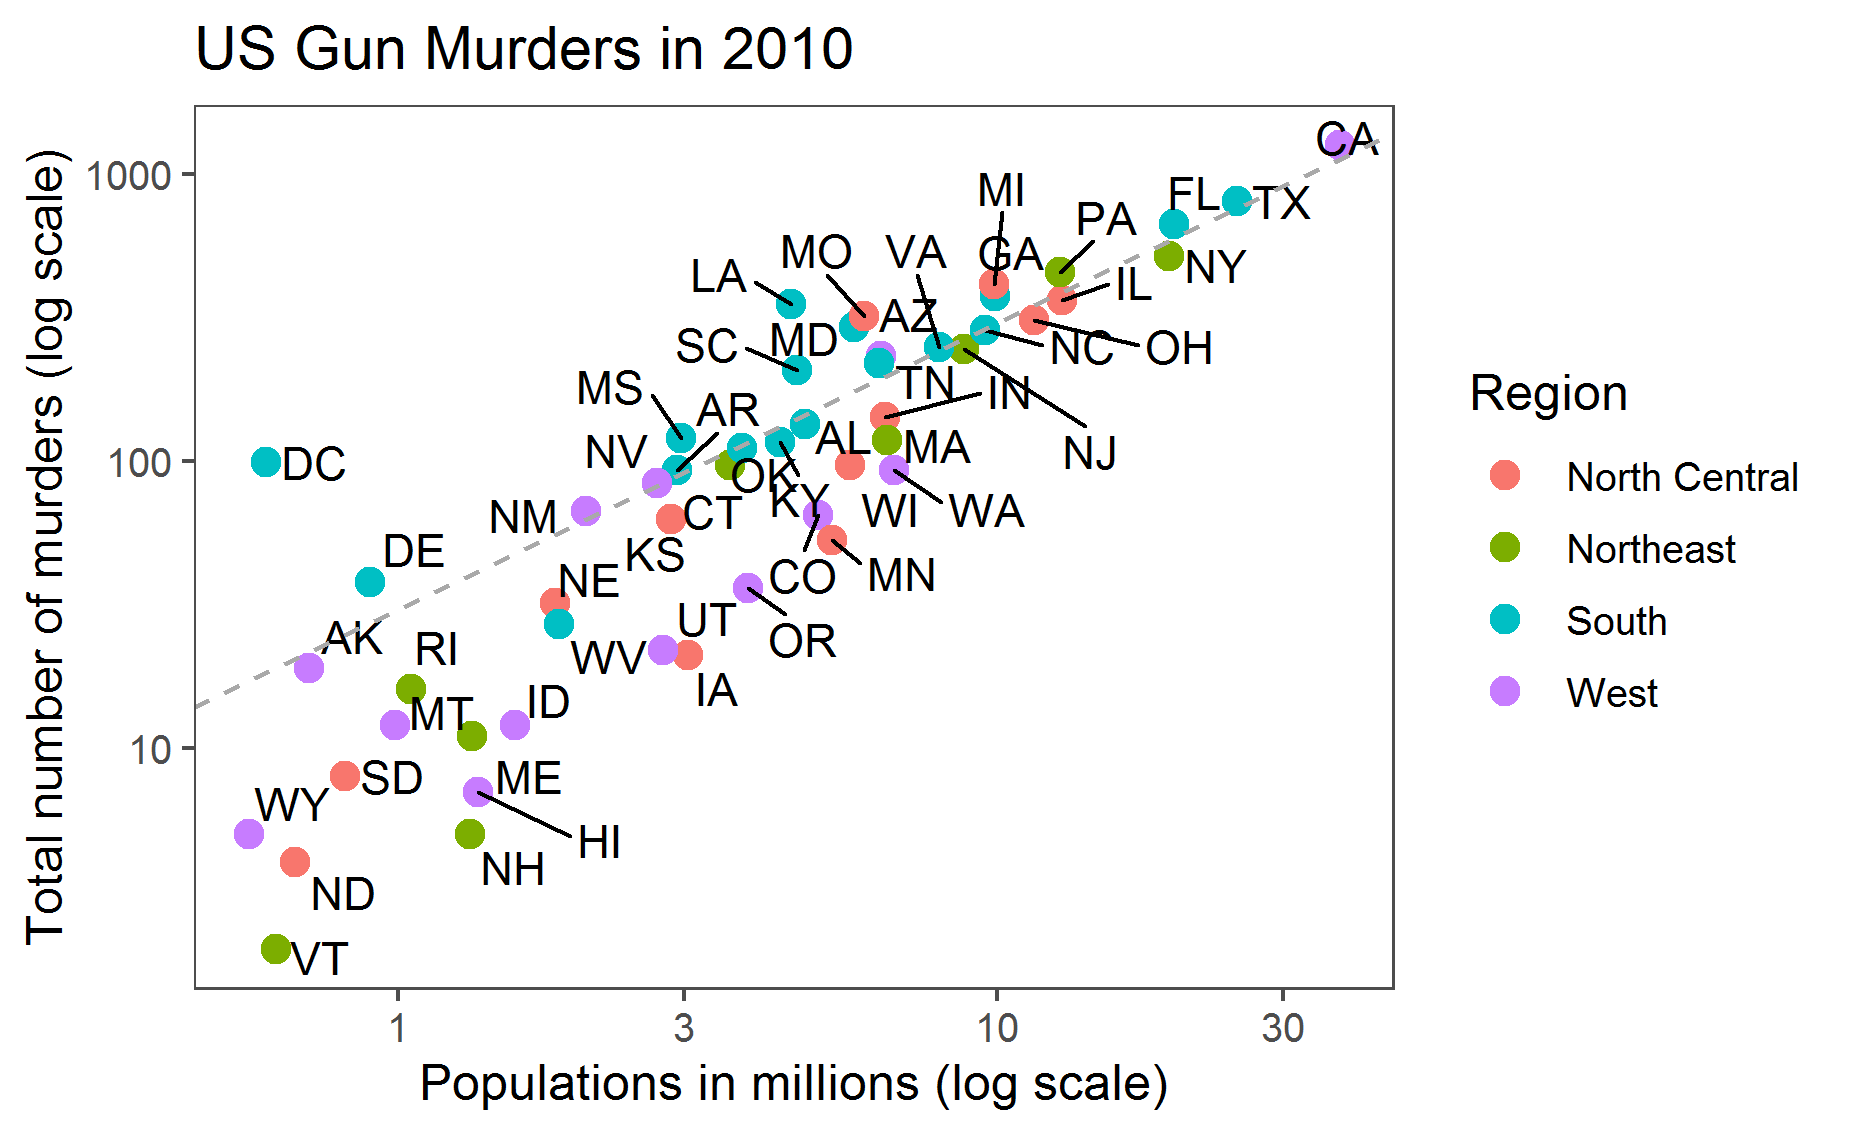 US Gun Murders in 2010
Total number of murders (log scale)
1000
100
10
CA
MI
FL
TX
PA
MO
VA
GA
NY
LA
IL
AZ
SC
MD
NC
OH
MS
AR
TN
IN
NV
AL
MA
NJ
DC
OK
KY
NM
CT
WI
WA
DE
KS
NE
CO
MN
AK
RI
UT
OR
WV
MT
ID
IA
SD
ME
WY
HI
NH
ND
VT
1
3
10
30
Populations in millions (log scale)
Region
North Central
Northeast
South
West